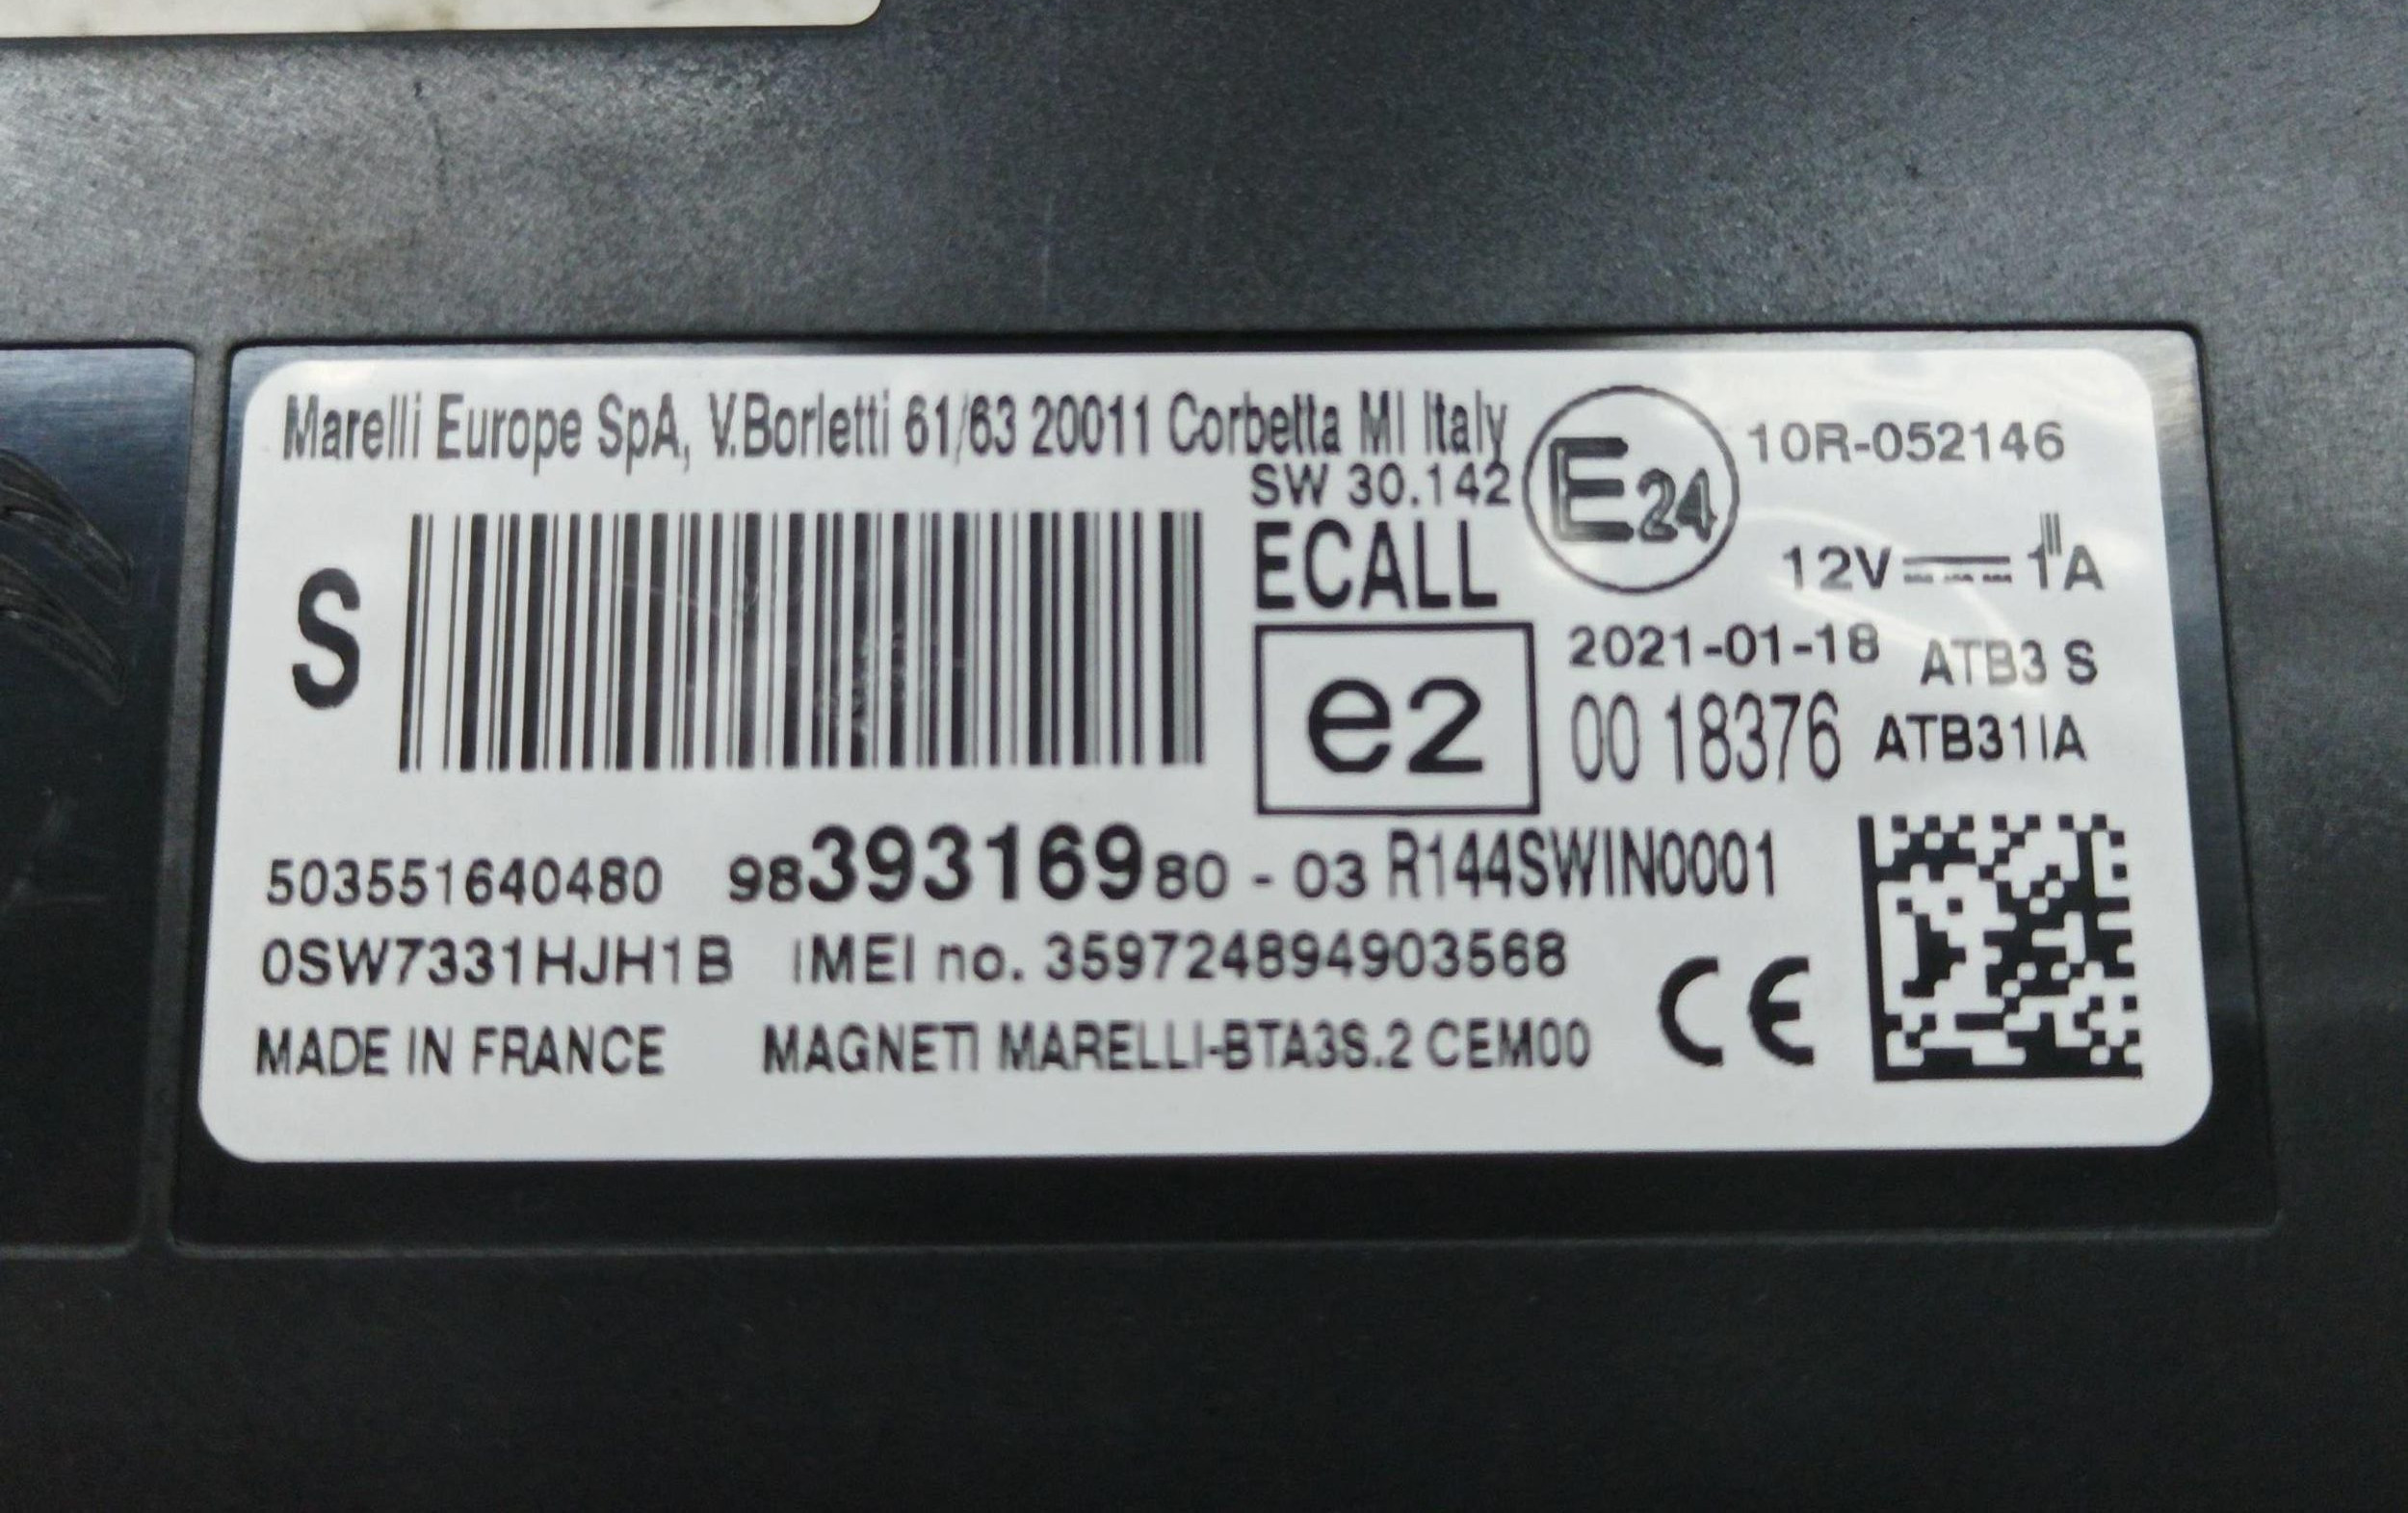 Marelli Europe SpA, V.Borletti 61/63 20011 Corbetta MI Italy
SW 30.142
E24
10R-052146
S
ECALL
12V 1A
e2
2021-01-18 ATB3 S
00 18376 ATB31IA
503551640480 9839316980 - 03 R144SWIN0001
0SW7331HJH1B IMEI no. 359724894903568
CE
MADE IN FRANCE MAGNETI MARELLI-BTA3S.2 CEM00